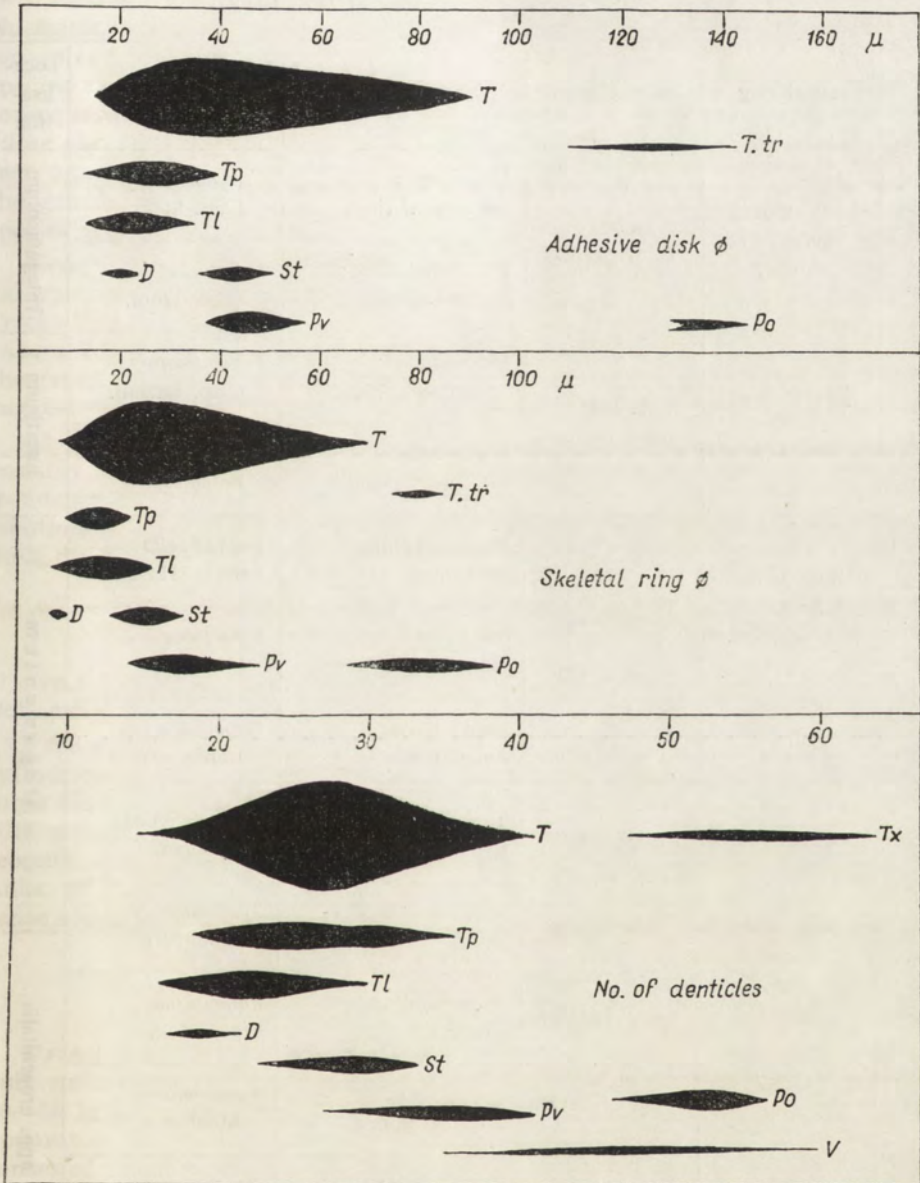 20 40 60 80 100 120 140 160 μ
T
T. tr
Tp
Tl
Adhesive disk ø
D St
pv po
20 40 60 80 100 μ
T
T. tr
Tp
Tl
Skeletal ring ø
D St
pv po
10 20 30 40 50 60
T Tx
Tp
Tl
No. of denticles
D
St
pv po
V